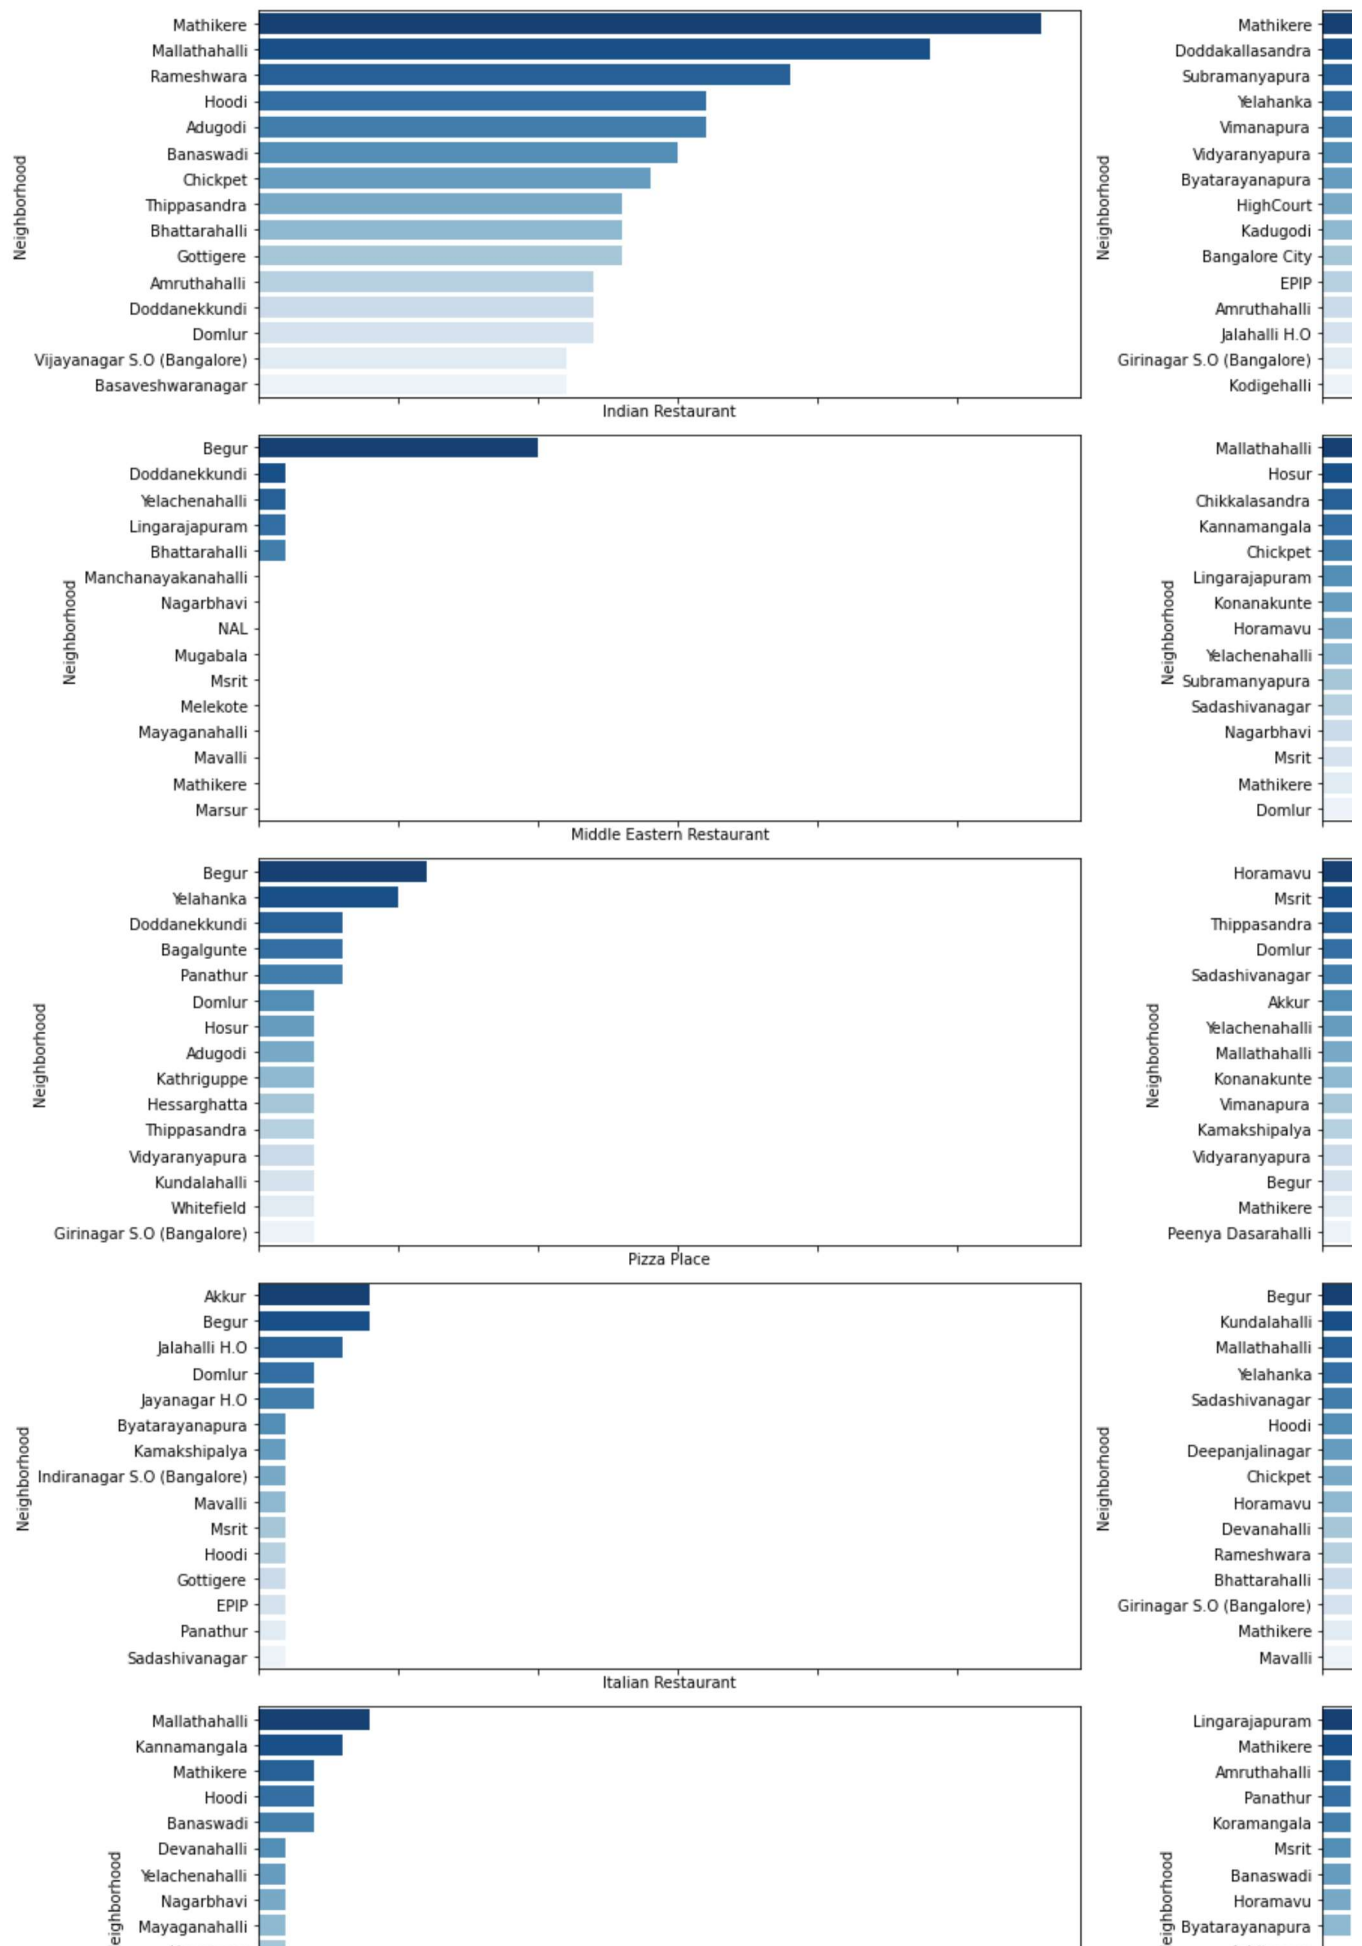 Mathikere
Mallathahalli
Rameshwara
Hoodi
Adugodi
Banaswadi
Chickpet
Thippasandra
Bhattarahalli
Gottigere
Amruthahalli
Doddanekkundi
Domlur
Vijayanagar S.O (Bangalore)
Basaveshwaranagar
Neighborhood
Indian Restaurant
Mathikere
Doddakallasandra
Subramanyapura
Yelahanka
Vimanapura
Vidyaranyapura
Byatarayanapura
HighCourt
Kadugodi
Bangalore City
EPIP
Amruthahalli
Jalahalli H.O
Girinagar S.O (Bangalore)
Kodigehalli
Neighborhood
Begur
Doddanekkundi
Yelachenahalli
Lingarajapuram
Bhattarahalli
Manchanayakanahalli
Nagarbhavi
NAL
Mugabala
Msrit
Melekote
Mayaganahalli
Mavalli
Mathikere
Marsur
Neighborhood
Middle Eastern Restaurant
Mallathahalli
Hosur
Chikkalasandra
Kannamangala
Chickpet
Lingarajapuram
Konanakunte
Horamavu
Yelachenahalli
Subramanyapura
Sadashivanagar
Nagarbhavi
Msrit
Mathikere
Domlur
Neighborhood
Begur
Yelahanka
Doddanekkundi
Bagalgunte
Panathur
Domlur
Hosur
Adugodi
Kathriguppe
Hessarghatta
Thippasandra
Vidyaranyapura
Kundalahalli
Whitefield
Girinagar S.O (Bangalore)
Neighborhood
Pizza Place
Horamavu
Msrit
Thippasandra
Domlur
Sadashivanagar
Akkur
Yelachenahalli
Mallathahalli
Konanakunte
Vimanapura
Kamakshipalya
Vidyaranyapura
Begur
Mathikere
Peenya Dasarahalli
Neighborhood
Akkur
Begur
Jalahalli H.O
Domlur
Jayanagar H.O
Byatarayanapura
Kamakshipalya
Indiranagar S.O (Bangalore)
Mavalli
Msrit
Hoodi
Gottigere
EPIP
Panathur
Sadashivanagar
Neighborhood
Italian Restaurant
Begur
Kundalahalli
Mallathahalli
Yelahanka
Sadashivanagar
Hoodi
Deepanjalinagar
Chickpet
Horamavu
Devanahalli
Rameshwara
Bhattarahalli
Girinagar S.O (Bangalore)
Mathikere
Mavalli
Neighborhood
Mallathahalli
Kannamangala
Mathikere
Hoodi
Banaswadi
Devanahalli
Yelachenahalli
Nagarbhavi
Mayaganahalli
eighborhood
Lingarajapuram
Mathikere
Amruthahalli
Panathur
Koramangala
Msrit
Banaswadi
Horamavu
Byatarayanapura
eighborhood